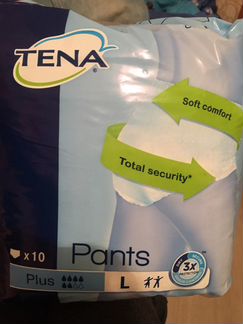 TENA
Soft comfort
Total security*
x10
Pants
Plus
L
3x